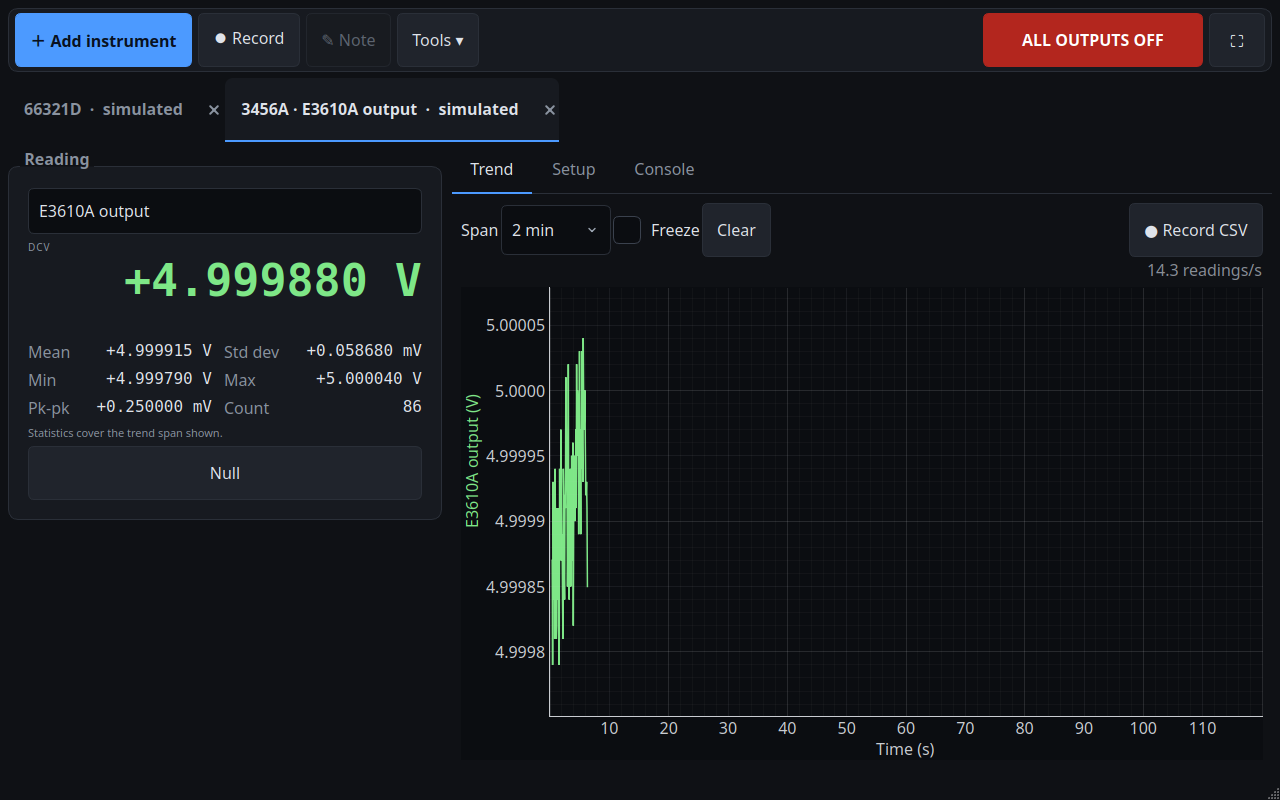 + Add instrument ● Record ✎ Note Tools ▾ ALL OUTPUTS OFF
66321D · simulated ✕ 3456A · E3610A output · simulated ✕
Reading
Trend Setup Console
E3610A output
Span 2 min Freeze Clear ● Record CSV
DCV
+4.999880 V
14.3 readings/s
Mean +4.999915 V Std dev +0.058680 mV
Min +4.999790 V Max +5.000040 V
Pk-pk +0.250000 mV Count 86
Statistics cover the trend span shown.
Null
E3610A output (V)
5.00005
5.0000
4.99995
4.9999
4.99985
4.9998
10 20 30 40 50 60 70 80 90 100 110
Time (s)